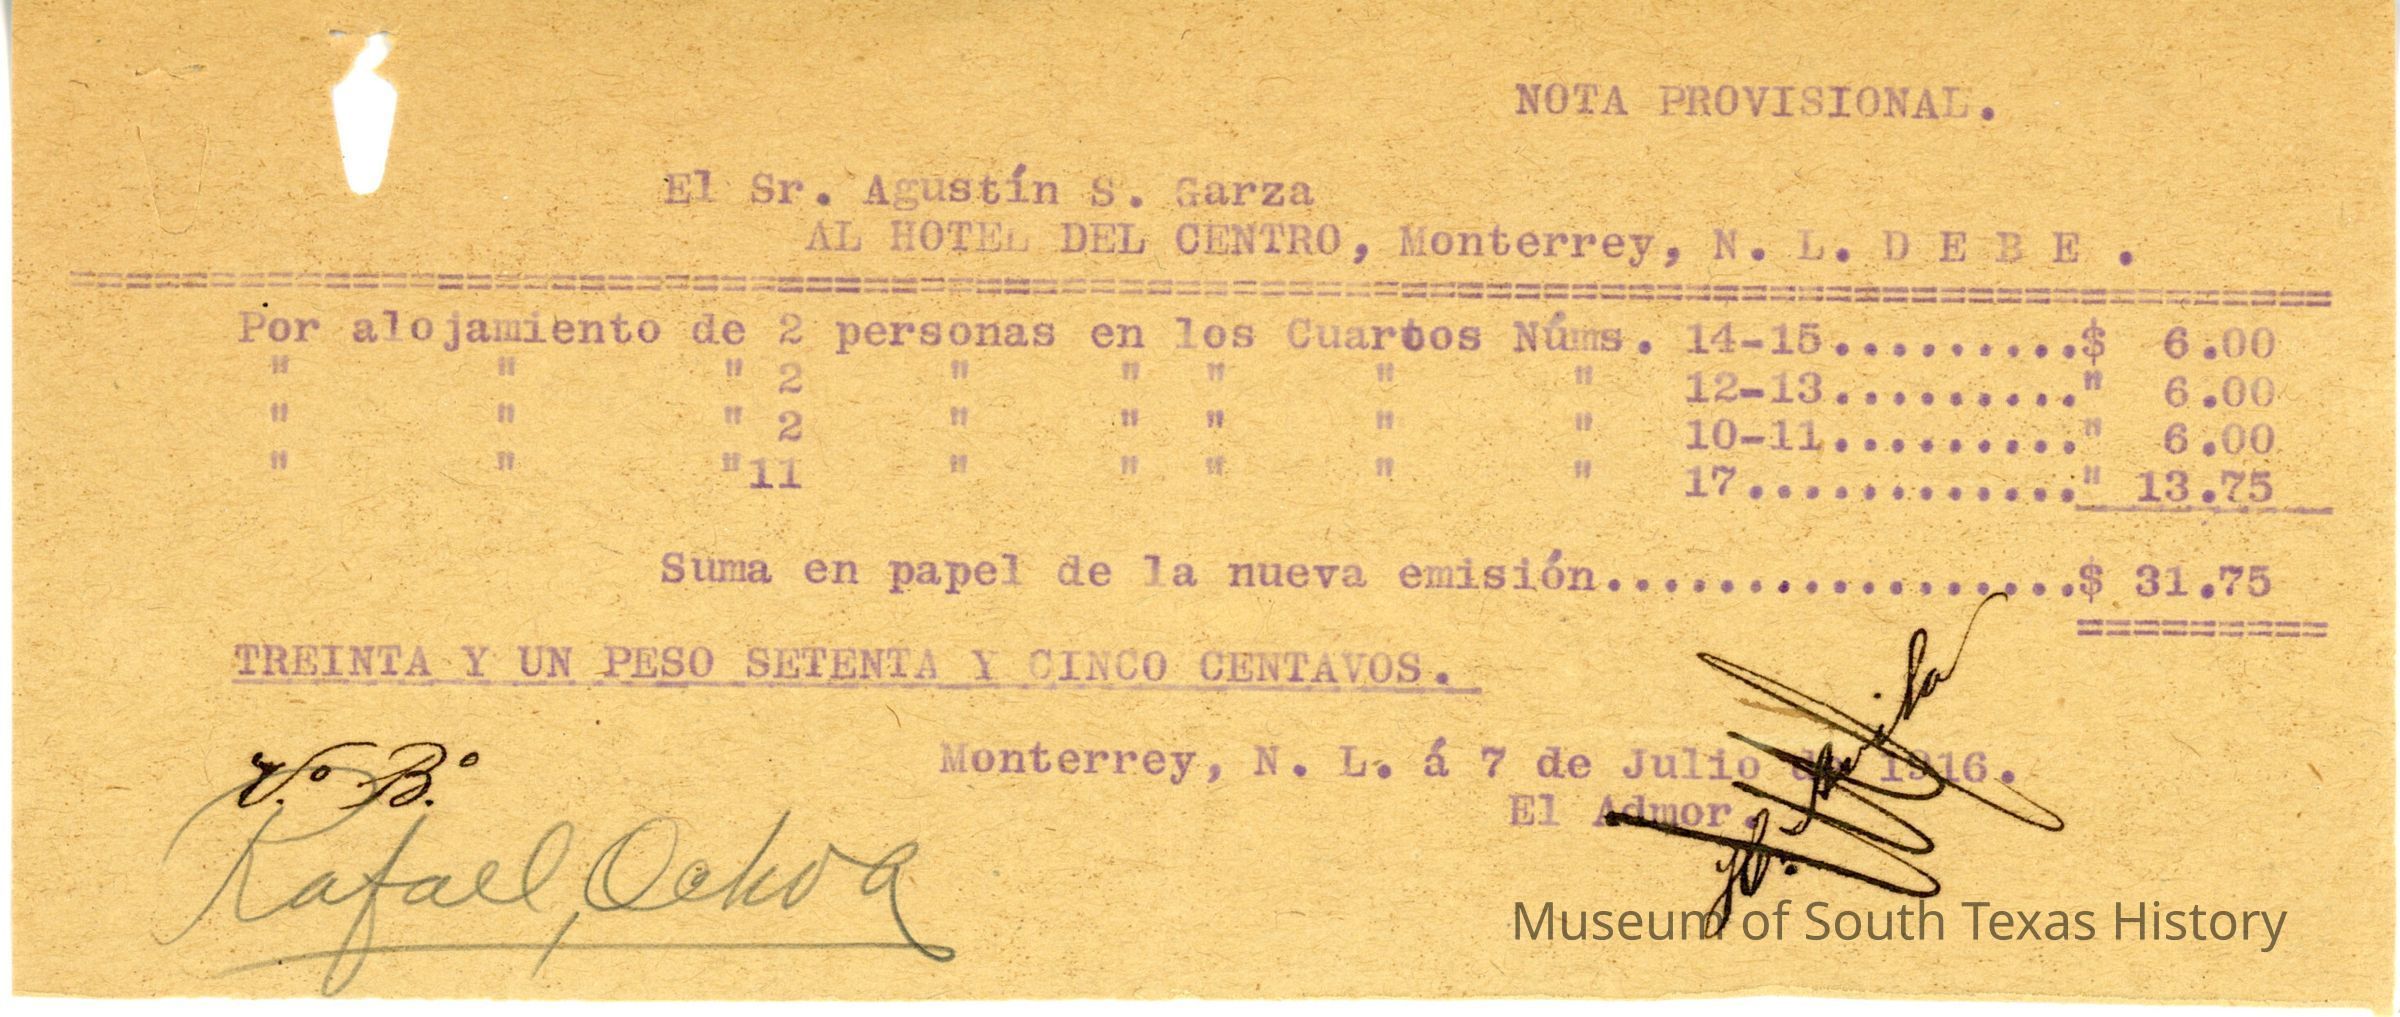 NOTA PROVISIONAL.
El Sr. Agustín S. Garza
AL HOTEL DEL CENTRO, Monterrey, N. L. D E B E .
Por alojamiento de 2 personas en los Cuartos Núms. 14-15.........$ 6.00
" " " 2 " " " " " 12-13........." 6.00
" " " 2 " " " " " 10-11........." 6.00
" " "11 " " " " " 17............" 13.75
Suma en papel de la nueva emisión.................$ 31.75
TREINTA Y UN PESO SETENTA Y CINCO CENTAVOS.
V.º B.º
Monterrey, N. L. á 7 de Julio de 1916.
El Admor.
Rafael Ochoa
Museum of South Texas History